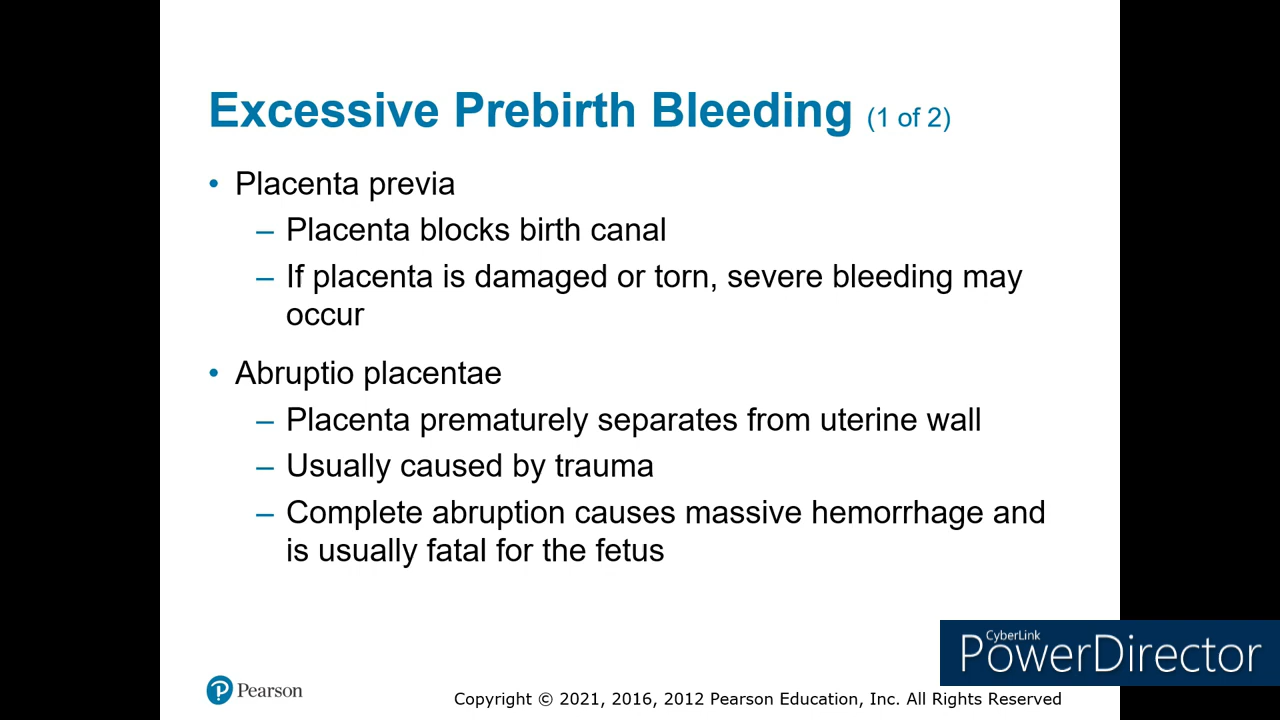 Excessive Prebirth Bleeding (1 of 2)
• Placenta previa
– Placenta blocks birth canal
– If placenta is damaged or torn, severe bleeding may
occur
• Abruptio placentae
– Placenta prematurely separates from uterine wall
– Usually caused by trauma
– Complete abruption causes massive hemorrhage and
is usually fatal for the fetus
CyberLink
PowerDirector
P Pearson
Copyright © 2021, 2016, 2012 Pearson Education, Inc. All Rights Reserved